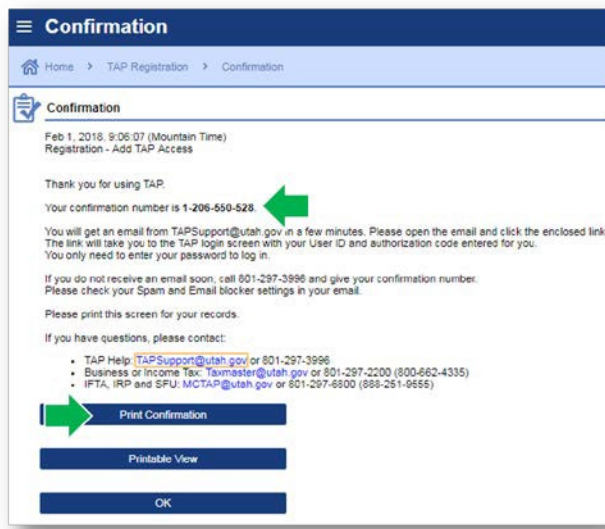 Confirmation
Home > TAP Registration > Confirmation
Confirmation
Feb 1, 2018, 9:06:07 (Mountain Time)
Registration - Add TAP Access
Thank you for using TAP.
Your confirmation number is 1-206-550-528.
You will get an email from TAPSupport@utah.gov in a few minutes. Please open the email and click the enclosed link
The link will take you to the TAP login screen with your User ID and authorization code entered for you.
You only need to enter your password to log in.
If you do not receive an email soon, call 801-297-3996 and give your confirmation number.
Please check your Spam and Email blocker settings in your email.
Please print this screen for your records.
If you have questions, please contact:
• TAP Help: TAPSupport@utah.gov or 801-297-3996
• Business or Income Tax: Taxmaster@utah.gov or 801-297-2200 (800-662-4335)
• IFTA, IRP and SFU: MCTAP@utah.gov or 801-297-6800 (888-251-9555)
Print Confirmation
Printable View
OK